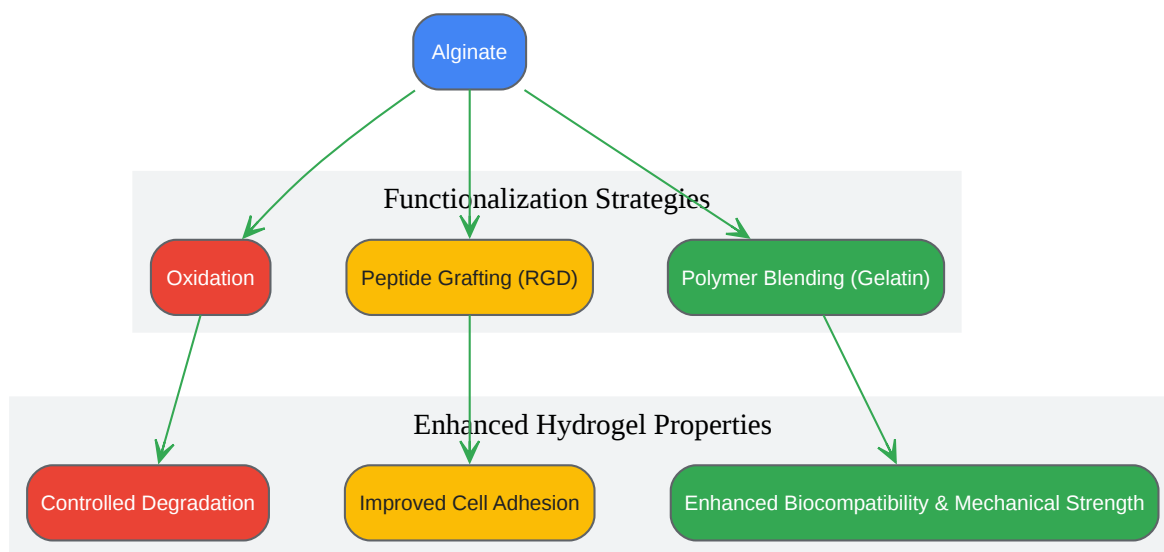 Alginate
Functionalization Strategies
Oxidation
Peptide Grafting (RGD)
Polymer Blending (Gelatin)
Enhanced Hydrogel Properties
Controlled Degradation
Improved Cell Adhesion
Enhanced Biocompatibility & Mechanical Strength